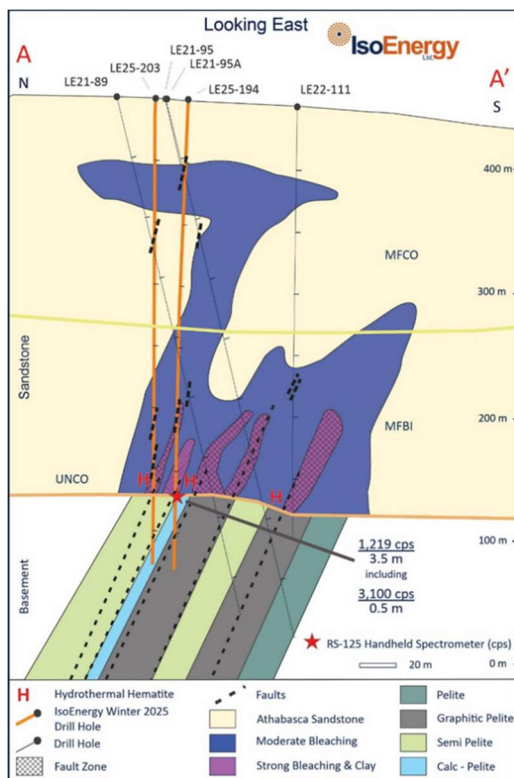 Looking East
IsoEnergy
Ltd.
A
A'
N
S
LE21-89
LE25-203
LE21-95
LE21-95A
LE25-194
LE22-111
400 m
MFCO
300 m
Sandstone
200 m
MFBI
UNCO
H
H
H
100 m
1,219 cps
3.5 m
including
3,100 cps
0.5 m
Basement
RS-125 Handheld Spectrometer (cps)
20 m
0 m
H Hydrothermal Hematite
IsoEnergy Winter 2025
Drill Hole
Drill Hole
Fault Zone
Faults
Athabasca Sandstone
Moderate Bleaching
Strong Bleaching & Clay
Pelite
Graphitic Pelite
Semi Pelite
Calc - Pelite